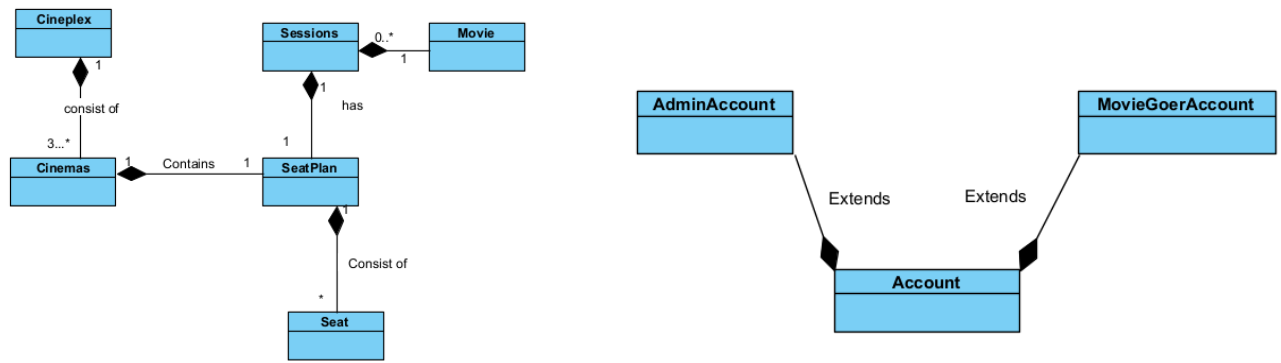 Cineplex
1
consist of
3...*
Cinemas
1
Contains
1
Sessions
0..*
1
Movie
1
has
1
SeatPlan
1
Consist of
*
Seat
AdminAccount
MovieGoerAccount
Extends
Extends
Account